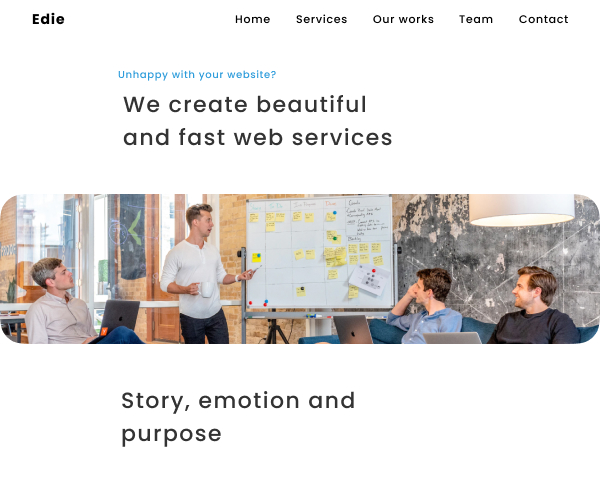 Edie
Home Services Our works Team Contact
Unhappy with your website?
We create beautiful
and fast web services
Story, emotion and
purpose